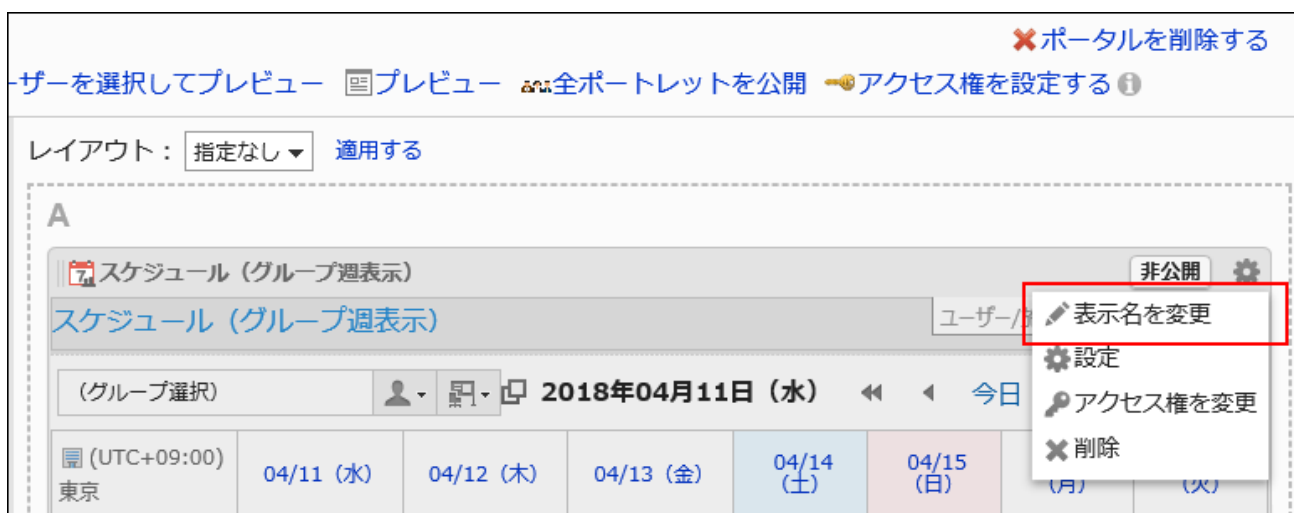 ポータルを削除する
ーザーを選択してプレビュー プレビュー 全ポートレットを公開 アクセス権を設定する
レイアウト： 指定なし 適用する
A
スケジュール（グループ週表示） 非公開
スケジュール（グループ週表示） ユーザー/
表示名を変更
設定
（グループ選択） 2018年04月11日（水） 今日
アクセス権を変更
削除
(UTC+09:00)
東京
04/11（水） 04/12（木） 04/13（金） 04/14
（土） 04/15
（日） （月） （火）